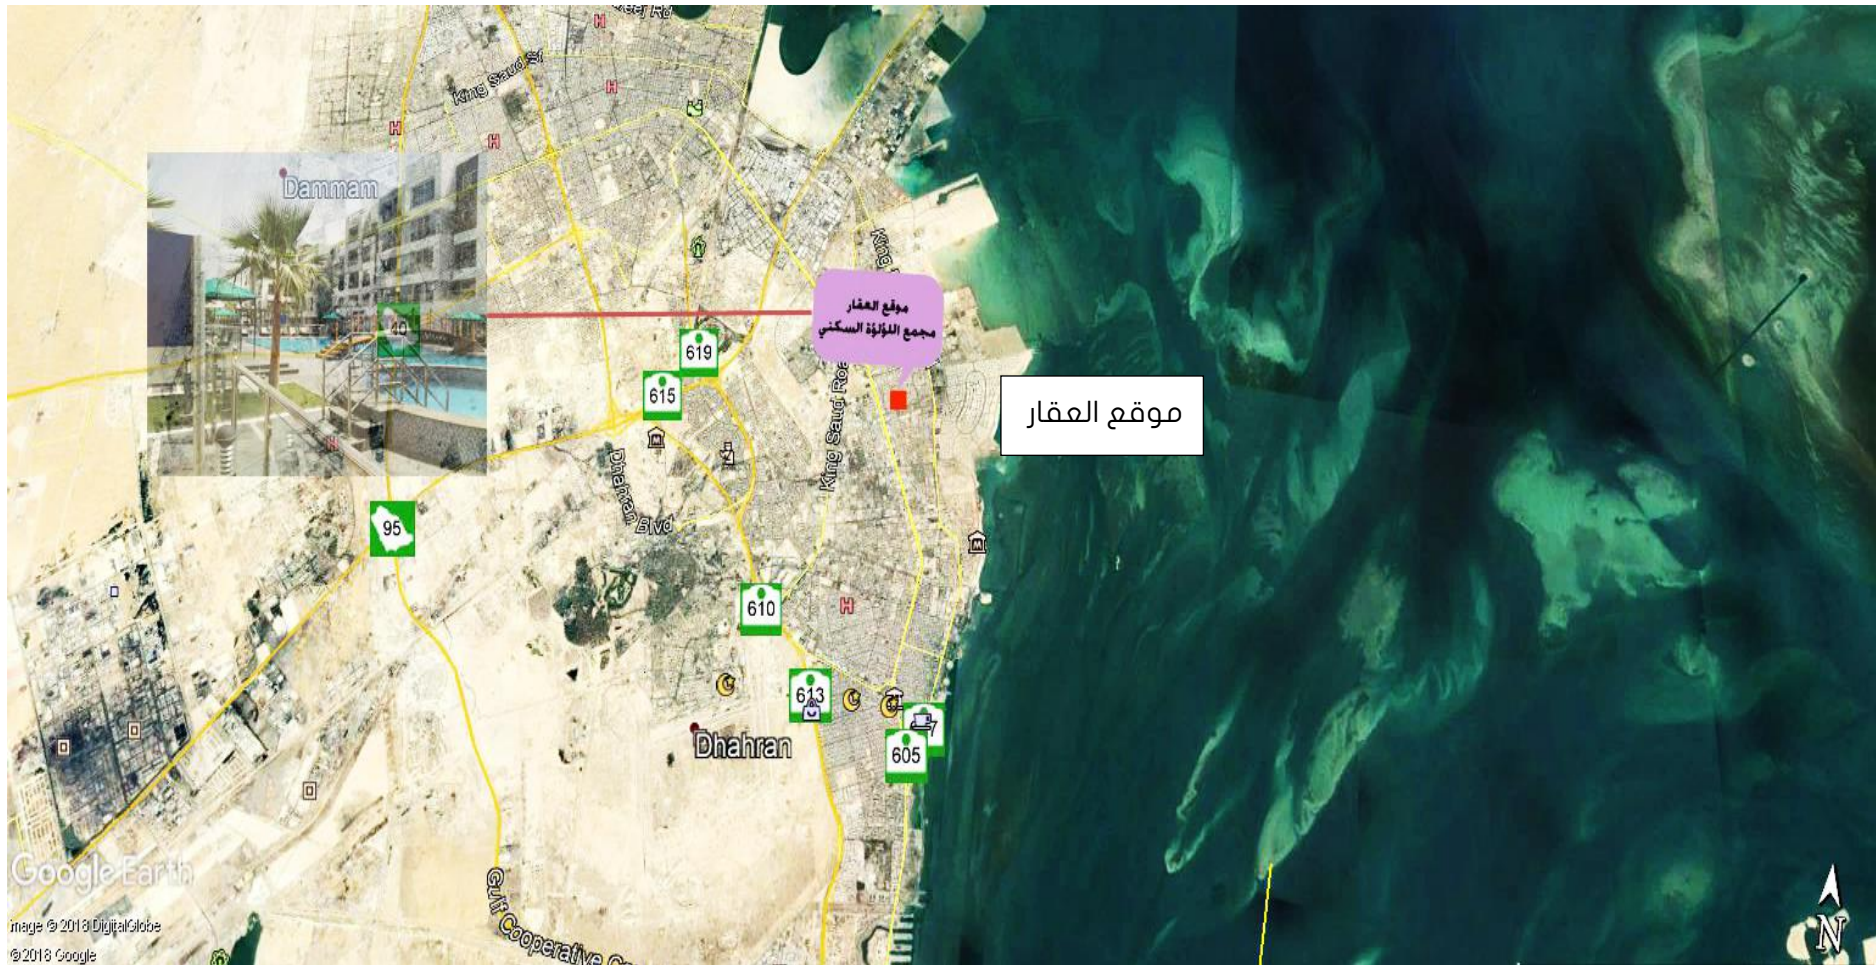 King Saud St
Dammam
موقع العقار
مجمع اللؤلؤة السكني
40
619
615
موقع العقار
King Saud Road
Dhahran Blvd
95
610
613
7
605
Dhahran
Google Earth
Image © 2018 DigitalGlobe
© 2018 Google
Gulf Cooperative
N